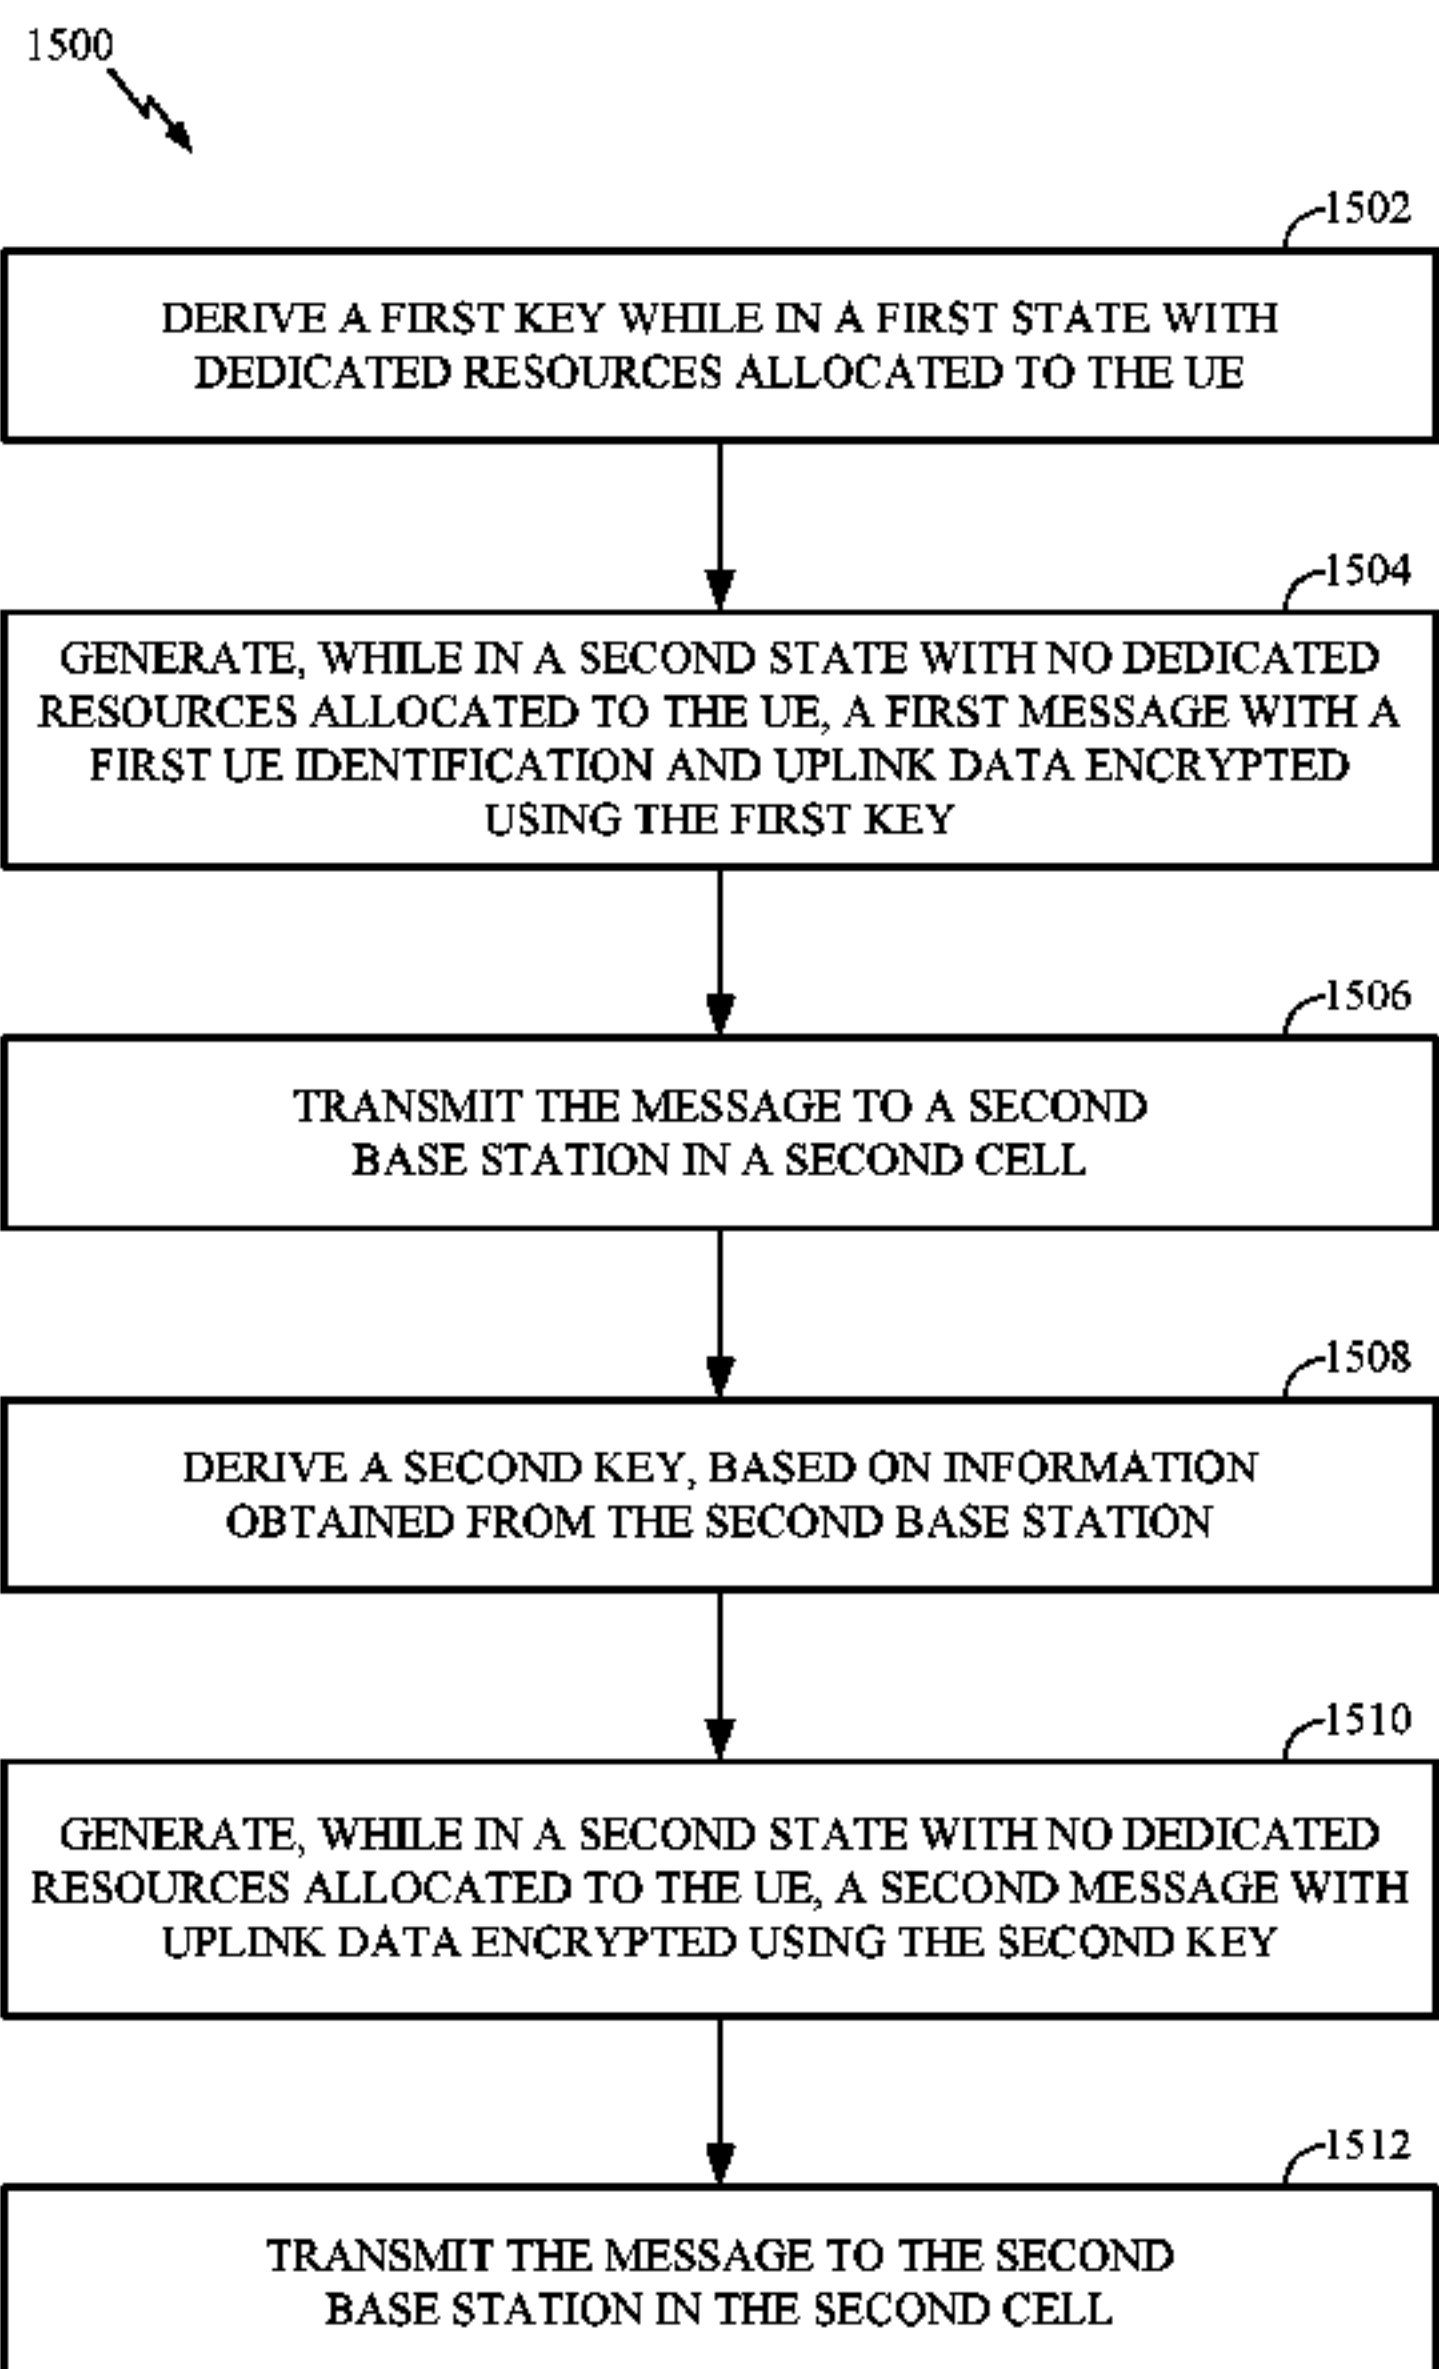 1500
1502
DERIVE A FIRST KEY WHILE IN A FIRST STATE WITH
DEDICATED RESOURCES ALLOCATED TO THE UE
1504
GENERATE, WHILE IN A SECOND STATE WITH NO DEDICATED
RESOURCES ALLOCATED TO THE UE, A FIRST MESSAGE WITH A
FIRST UE IDENTIFICATION AND UPLINK DATA ENCRYPTED
USING THE FIRST KEY
1506
TRANSMIT THE MESSAGE TO A SECOND
BASE STATION IN A SECOND CELL
1508
DERIVE A SECOND KEY, BASED ON INFORMATION
OBTAINED FROM THE SECOND BASE STATION
1510
GENERATE, WHILE IN A SECOND STATE WITH NO DEDICATED
RESOURCES ALLOCATED TO THE UE, A SECOND MESSAGE WITH
UPLINK DATA ENCRYPTED USING THE SECOND KEY
1512
TRANSMIT THE MESSAGE TO THE SECOND
BASE STATION IN THE SECOND CELL